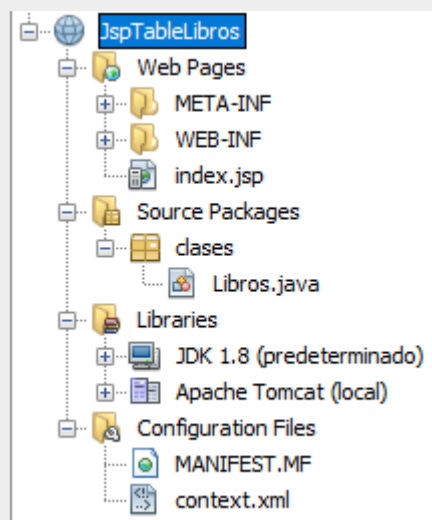 JspTableLibros
Web Pages
META-INF
WEB-INF
index.jsp
Source Packages
clases
Libros.java
Libraries
JDK 1.8 (predeterminado)
Apache Tomcat (local)
Configuration Files
MANIFEST.MF
context.xml